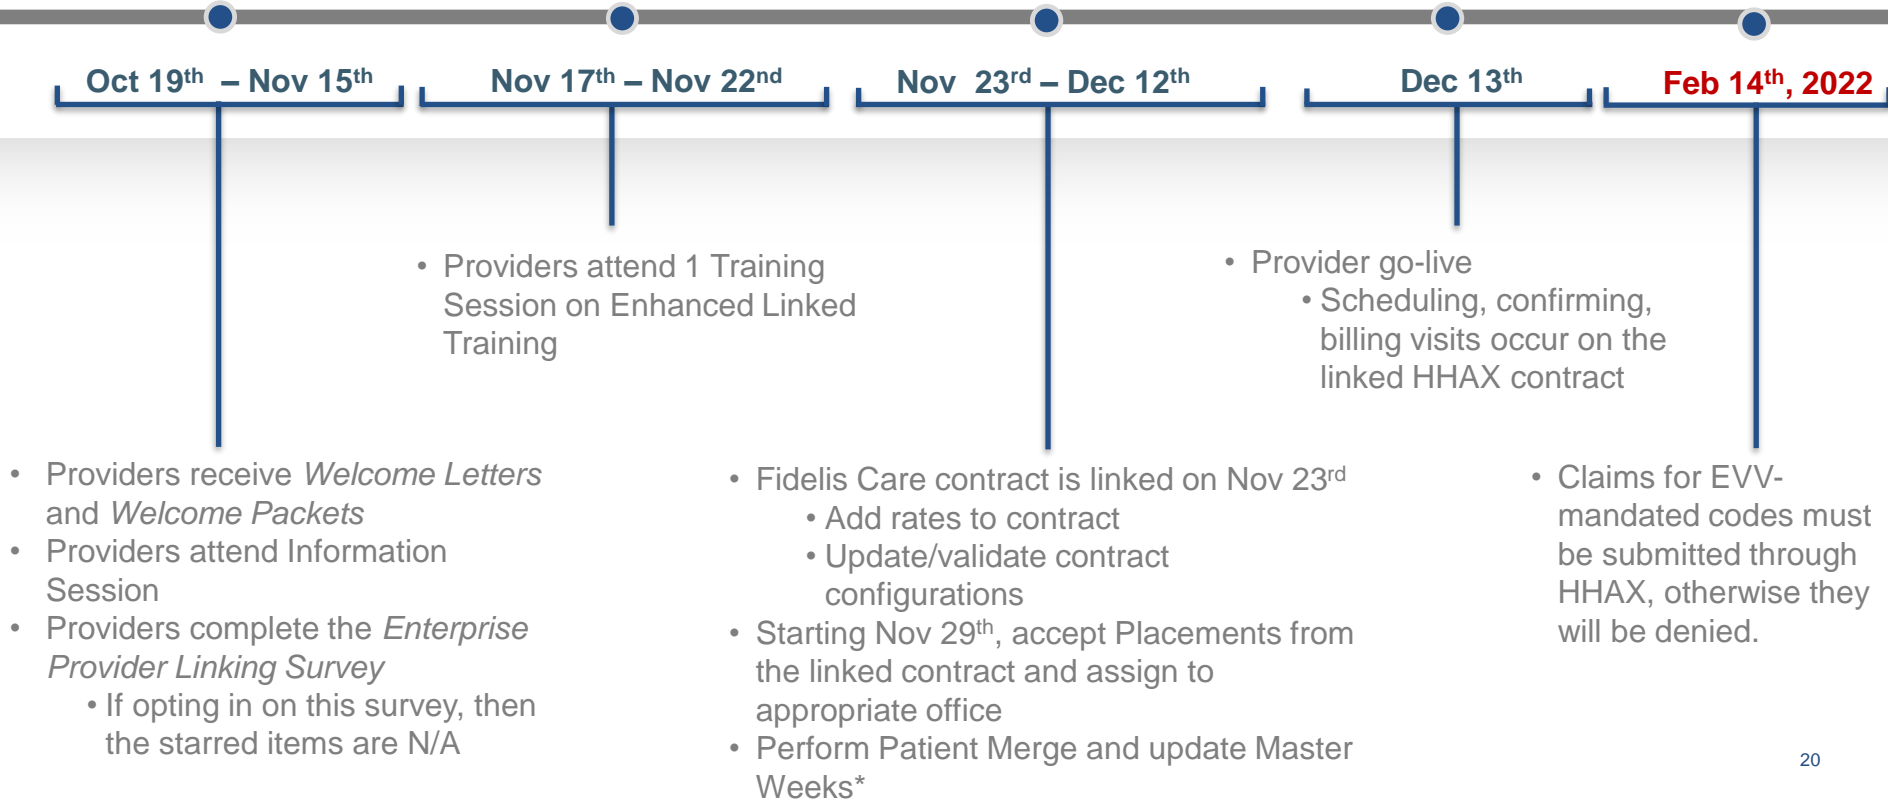 Oct 19th – Nov 15th
Nov 17th – Nov 22nd
Nov 23rd – Dec 12th
Dec 13th
Feb 14th, 2022
• Providers receive Welcome Letters
and Welcome Packets
• Providers attend Information
Session
• Providers complete the Enterprise
Provider Linking Survey
• If opting in on this survey, then
the starred items are N/A
• Providers attend 1 Training
Session on Enhanced Linked
Training
• Fidelis Care contract is linked on Nov 23rd
• Add rates to contract
• Update/validate contract
configurations
• Starting Nov 29th, accept Placements from
the linked contract and assign to
appropriate office
• Perform Patient Merge and update Master
Weeks*
• Provider go-live
• Scheduling, confirming,
billing visits occur on the
linked HHAX contract
• Claims for EVV-
mandated codes must
be submitted through
HHAX, otherwise they
will be denied.
20